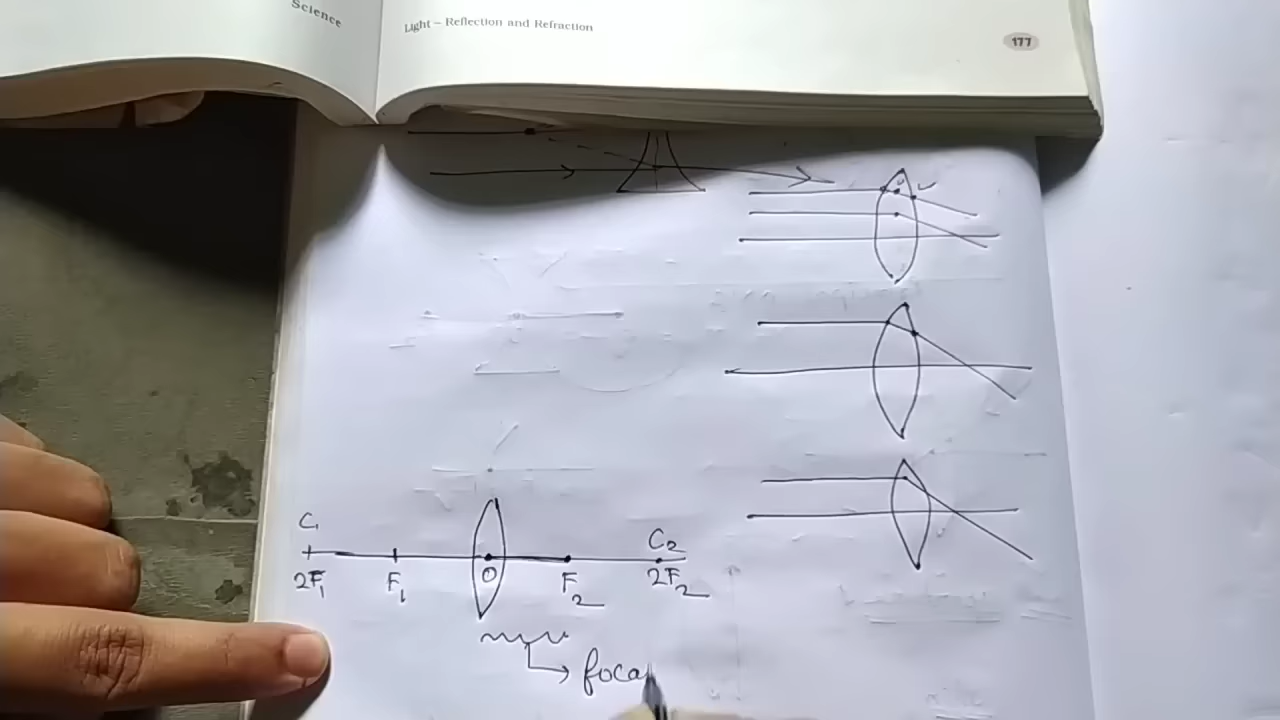 Science
Light – Reflection and Refraction
177
C₁
C₂
2F₁
F₁
O
F₂
2F₂
foca